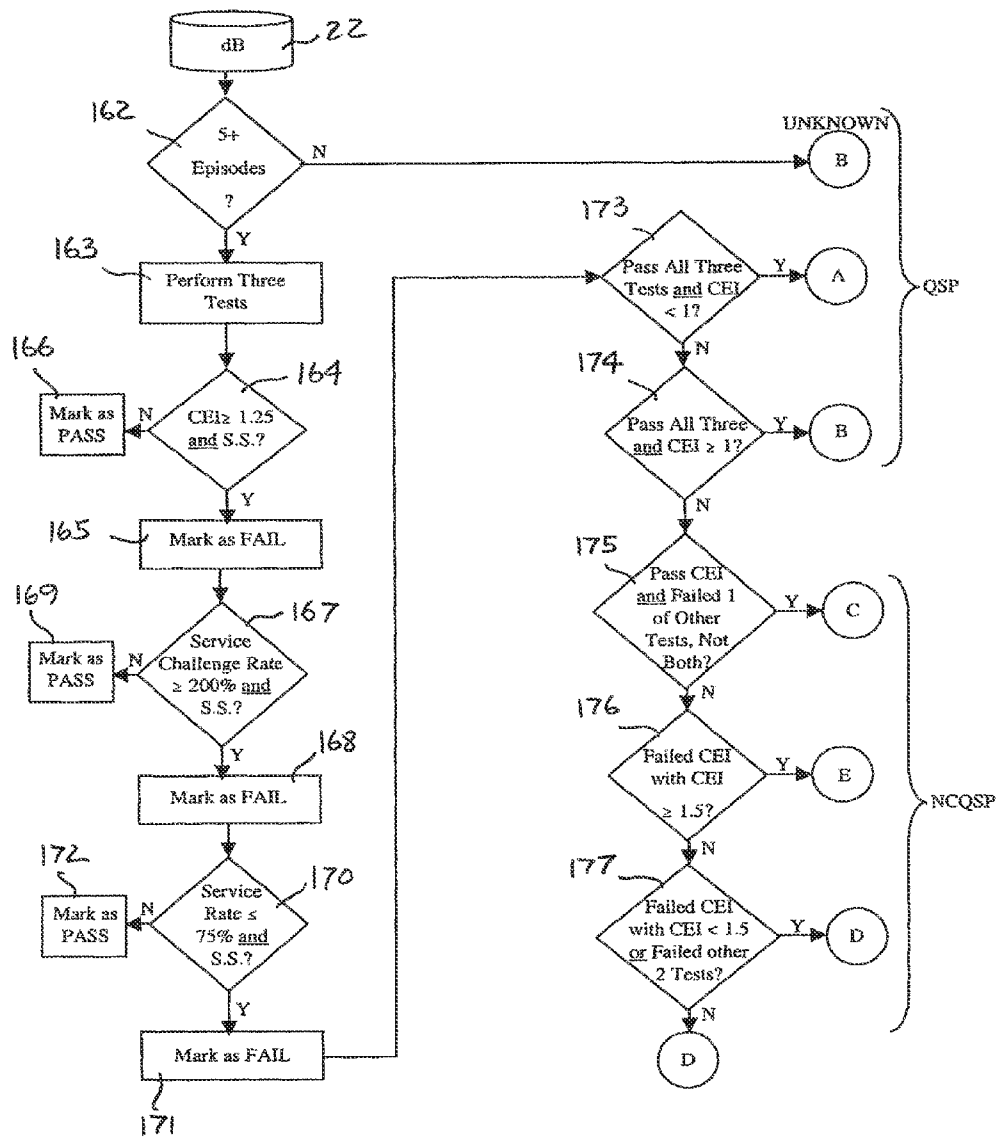 dB
22
162
5+
Episodes
?
N
UNKNOWN
B
Y
163
Perform Three
Tests
166
Mark as
PASS
N
164
CEI≥ 1.25
and S.S.?
Y
165
Mark as FAIL
169
Mark as
PASS
N
167
Service
Challenge Rate
≥ 200% and
S.S.?
Y
168
Mark as FAIL
172
Mark as
PASS
N
170
Service
Rate ≤
75% and
S.S.?
Y
Mark as FAIL
171
173
Pass All Three
Tests and CEI
< 1?
Y
A
N
QSP
174
Pass All Three
and CEI ≥ 1?
Y
B
N
175
Pass CEI
and Failed 1
of Other
Tests, Not
Both?
Y
C
N
176
Failed CEI
with CEI
≥ 1.5?
Y
E
N
NCQSP
177
Failed CEI
with CEI < 1.5
or Failed other
2 Tests?
Y
D
N
D